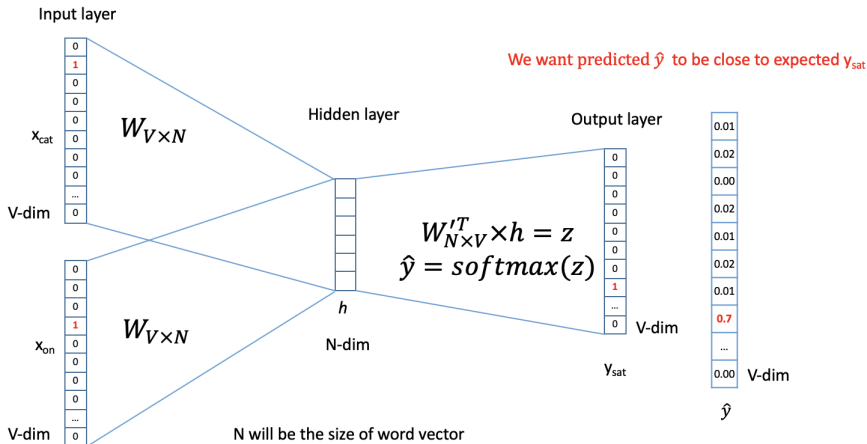 Input layer
0
1
0
0
0
0
0
0
...
0
x_cat
V-dim
W_{V×N}
0
0
0
1
0
0
0
0
...
0
x_on
V-dim
W_{V×N}
Hidden layer
h
N-dim
N will be the size of word vector
W'^T_{N×V}×h = z
ŷ = softmax(z)
Output layer
0
0
0
0
0
0
0
1
...
0
V-dim
y_sat
We want predicted ŷ to be close to expected y_sat
0.01
0.02
0.00
0.02
0.01
0.02
0.01
0.7
...
0.00
V-dim
ŷ